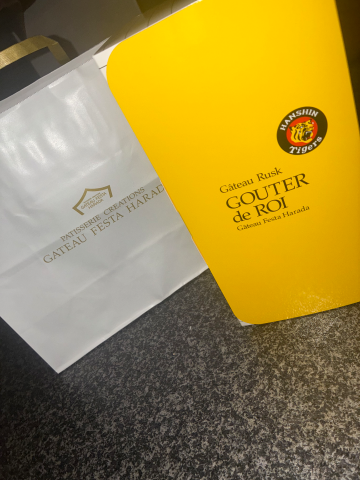 PATISSERIE CREATIONS
GATEAU FESTA HARADA
HANSHIN
Tigers
Gâteau Rusk
GOUTER
de ROI
Gâteau Festa Harada